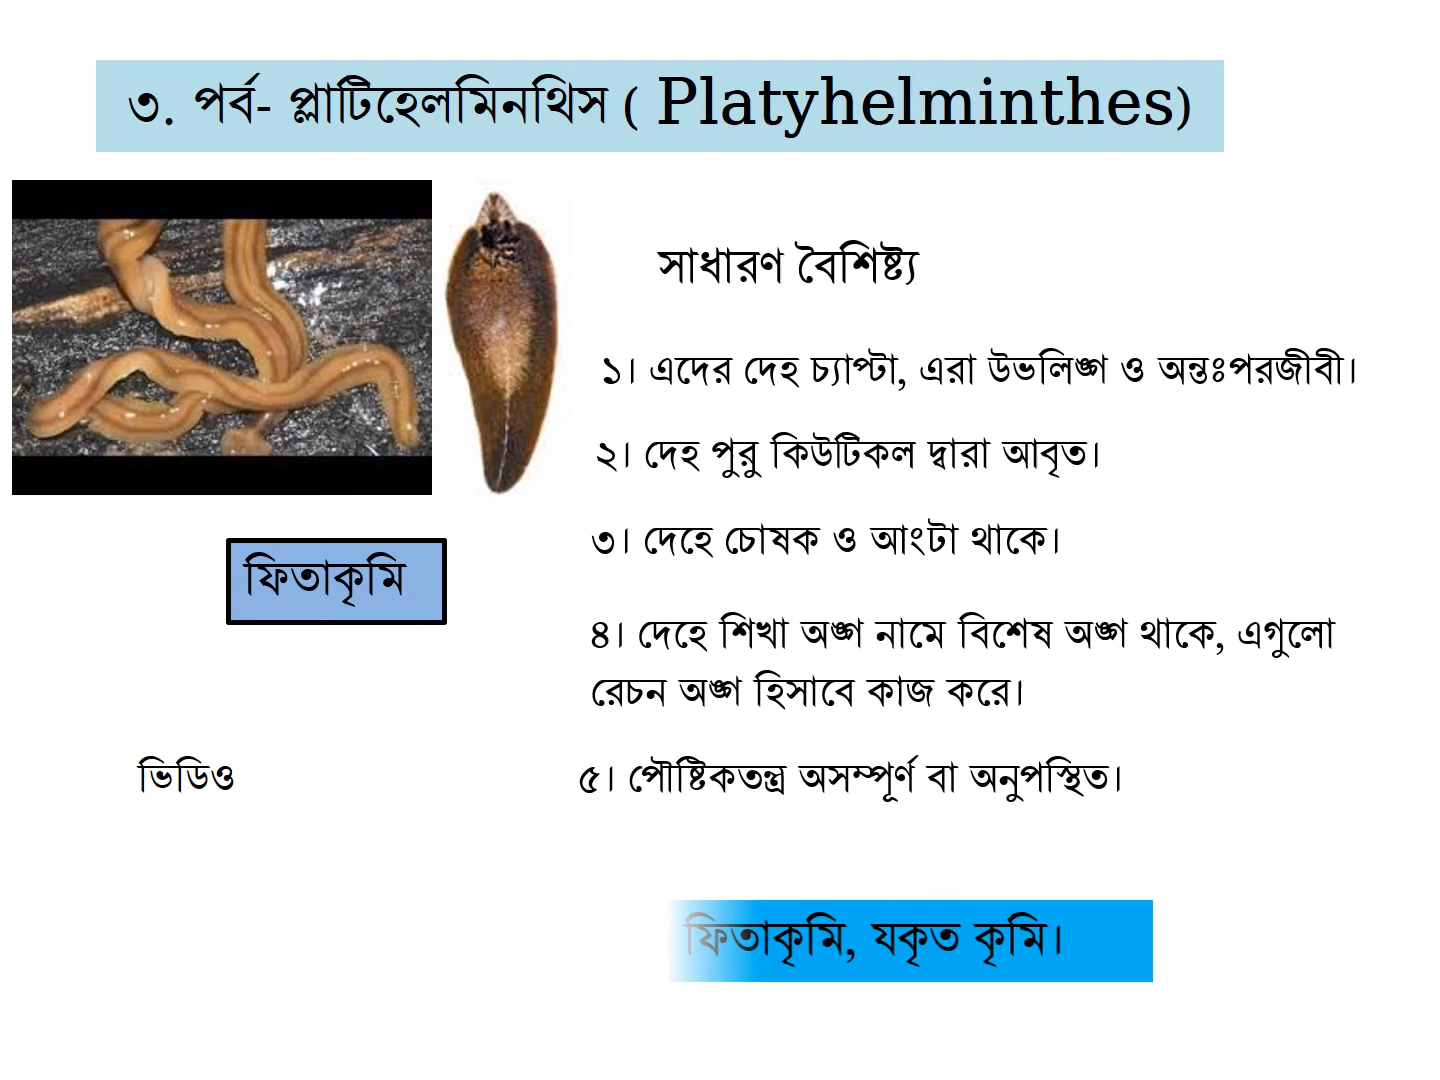 ৩. পর্ব- প্লাটিহেলমিনথিস ( Platyhelminthes)
সাধারণ বৈশিষ্ট্য
১। এদের দেহ চ্যাপ্টা, এরা উভলিঙ্গ ও অন্তঃপরজীবী।
২। দেহ পুরু কিউটিকল দ্বারা আবৃত।
৩। দেহে চোষক ও আংটা থাকে।
ফিতাকৃমি
৪। দেহে শিখা অঙ্গ নামে বিশেষ অঙ্গ থাকে, এগুলো
রেচন অঙ্গ হিসাবে কাজ করে।
ভিডিও
৫। পৌষ্টিকতন্ত্র অসম্পূর্ণ বা অনুপস্থিত।
ফিতাকৃমি, যকৃত কৃমি।